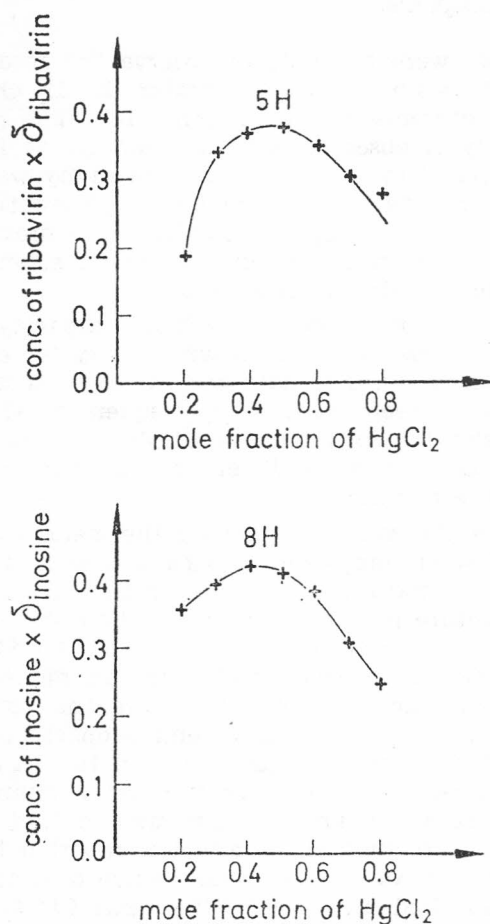 conc. of ribavirin x δribavirin
5H
0.4
0.3
0.2
0.1
0.0
0.2 0.4 0.6 0.8
mole fraction of HgCl2
conc. of inosine x δinosine
8H
0.4
0.3
0.2
0.1
0.0
0.2 0.4 0.6 0.8
mole fraction of HgCl2